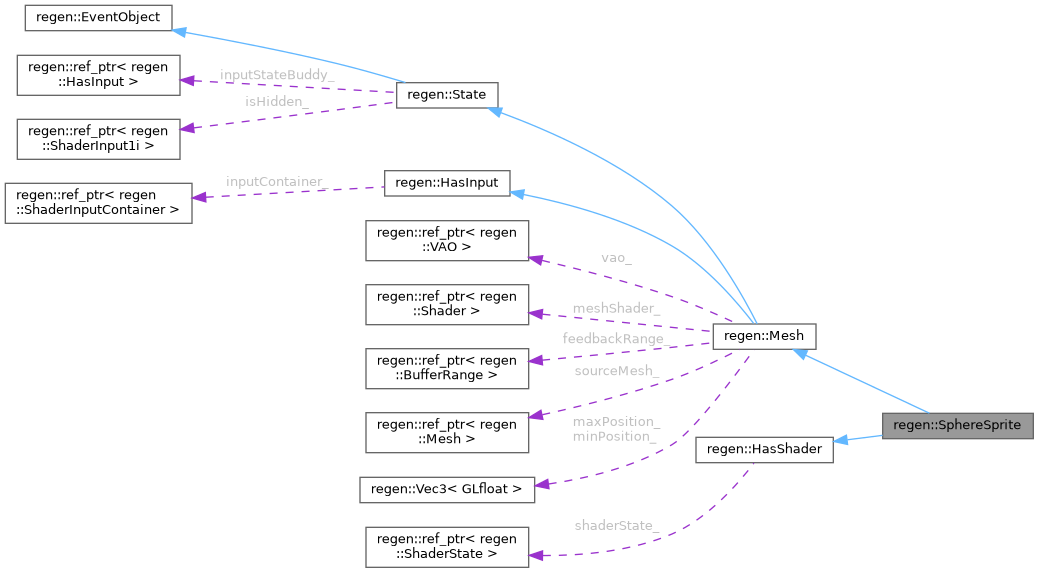 regen::EventObject
regen::ref_ptr< regen
::HasInput >
inputStateBuddy_
regen::State
isHidden_
regen::ref_ptr< regen
::ShaderInput1i >
regen::ref_ptr< regen
::ShaderInputContainer >
inputContainer_
regen::HasInput
regen::ref_ptr< regen
::VAO >
vao_
regen::ref_ptr< regen
::Shader >
meshShader_
regen::Mesh
feedbackRange_
regen::ref_ptr< regen
::BufferRange >
sourceMesh_
regen::ref_ptr< regen
::Mesh >
maxPosition_
minPosition_
regen::SphereSprite
regen::HasShader
regen::Vec3< GLfloat >
shaderState_
regen::ref_ptr< regen
::ShaderState >